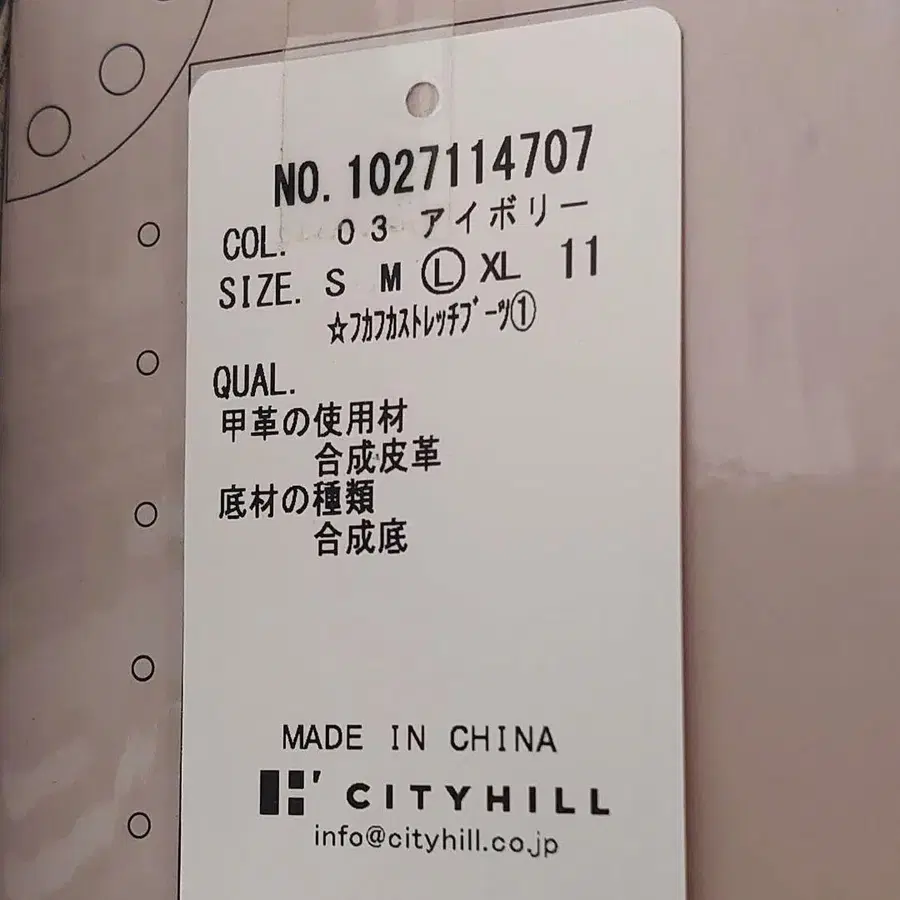 NO. 1027114707
COL. 03 アイボリー
SIZE. S M Ⓛ XL 11
☆ﾌｶﾌｶｽﾄﾚｯﾁﾌﾞｰﾂ①
QUAL.
甲革の使用材
合成皮革
底材の種類
合成底
MADE IN CHINA
CITYHILL
info@cityhill.co.jp